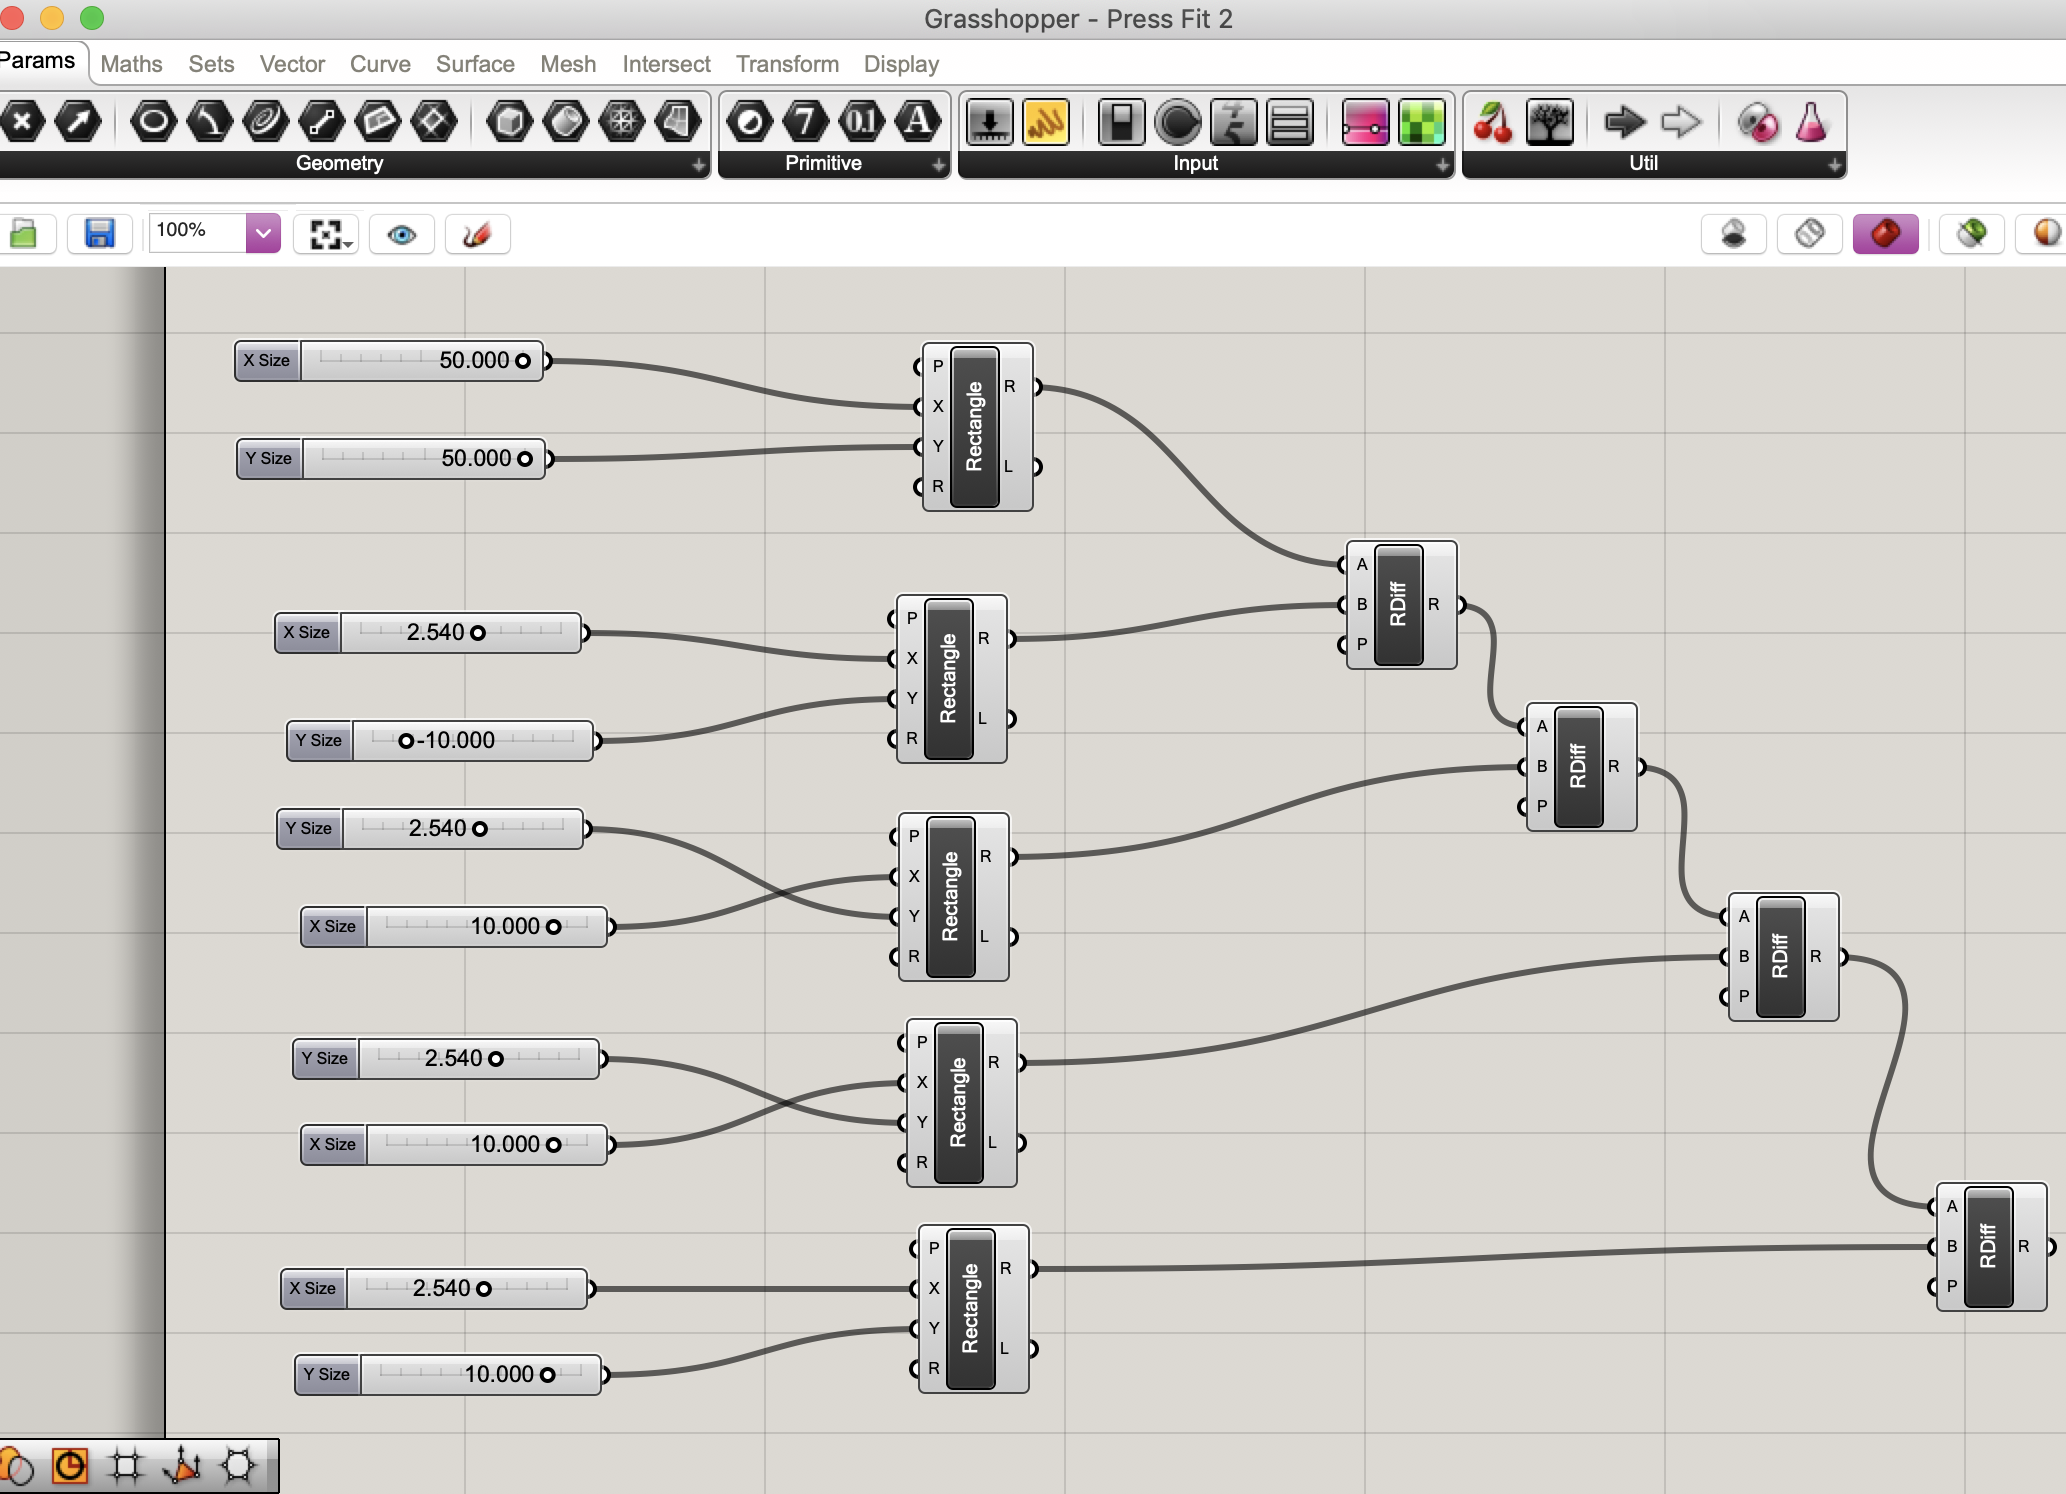 Grasshopper - Press Fit 2
Params Maths Sets Vector Curve Surface Mesh Intersect Transform Display
7 0.1 A
Geometry Primitive Input Util
100%
X Size 50.000
Y Size 50.000
P
X
Y
R
Rectangle
R
L
X Size 2.540
Y Size -10.000
P
X
Y
R
Rectangle
R
L
A
B
P
RDiff
R
Y Size 2.540
X Size 10.000
P
X
Y
R
Rectangle
R
L
A
B
P
RDiff
R
Y Size 2.540
X Size 10.000
P
X
Y
R
Rectangle
R
L
A
B
P
RDiff
R
X Size 2.540
Y Size 10.000
P
X
Y
R
Rectangle
R
L
A
B
P
RDiff
R